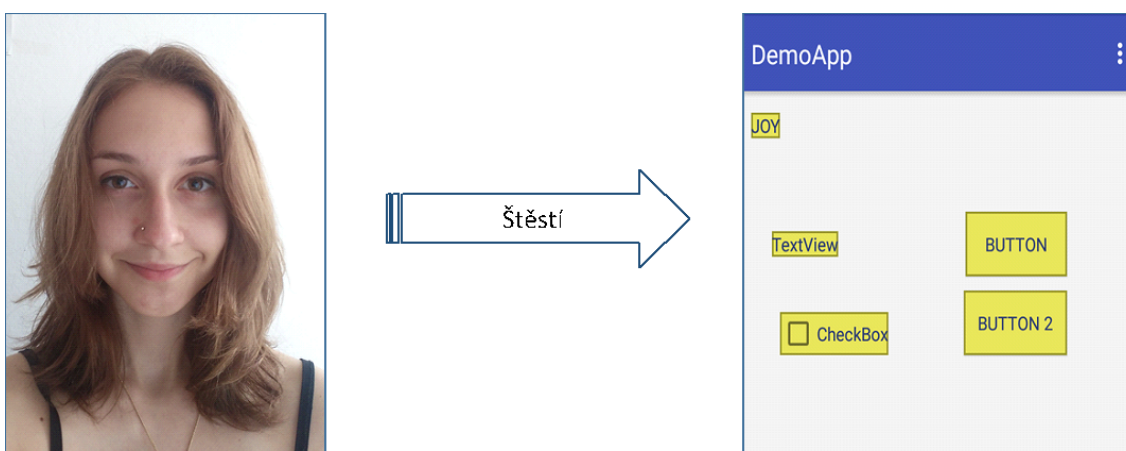 DemoApp
JOY
Štěstí
TextView
BUTTON
CheckBox
BUTTON 2